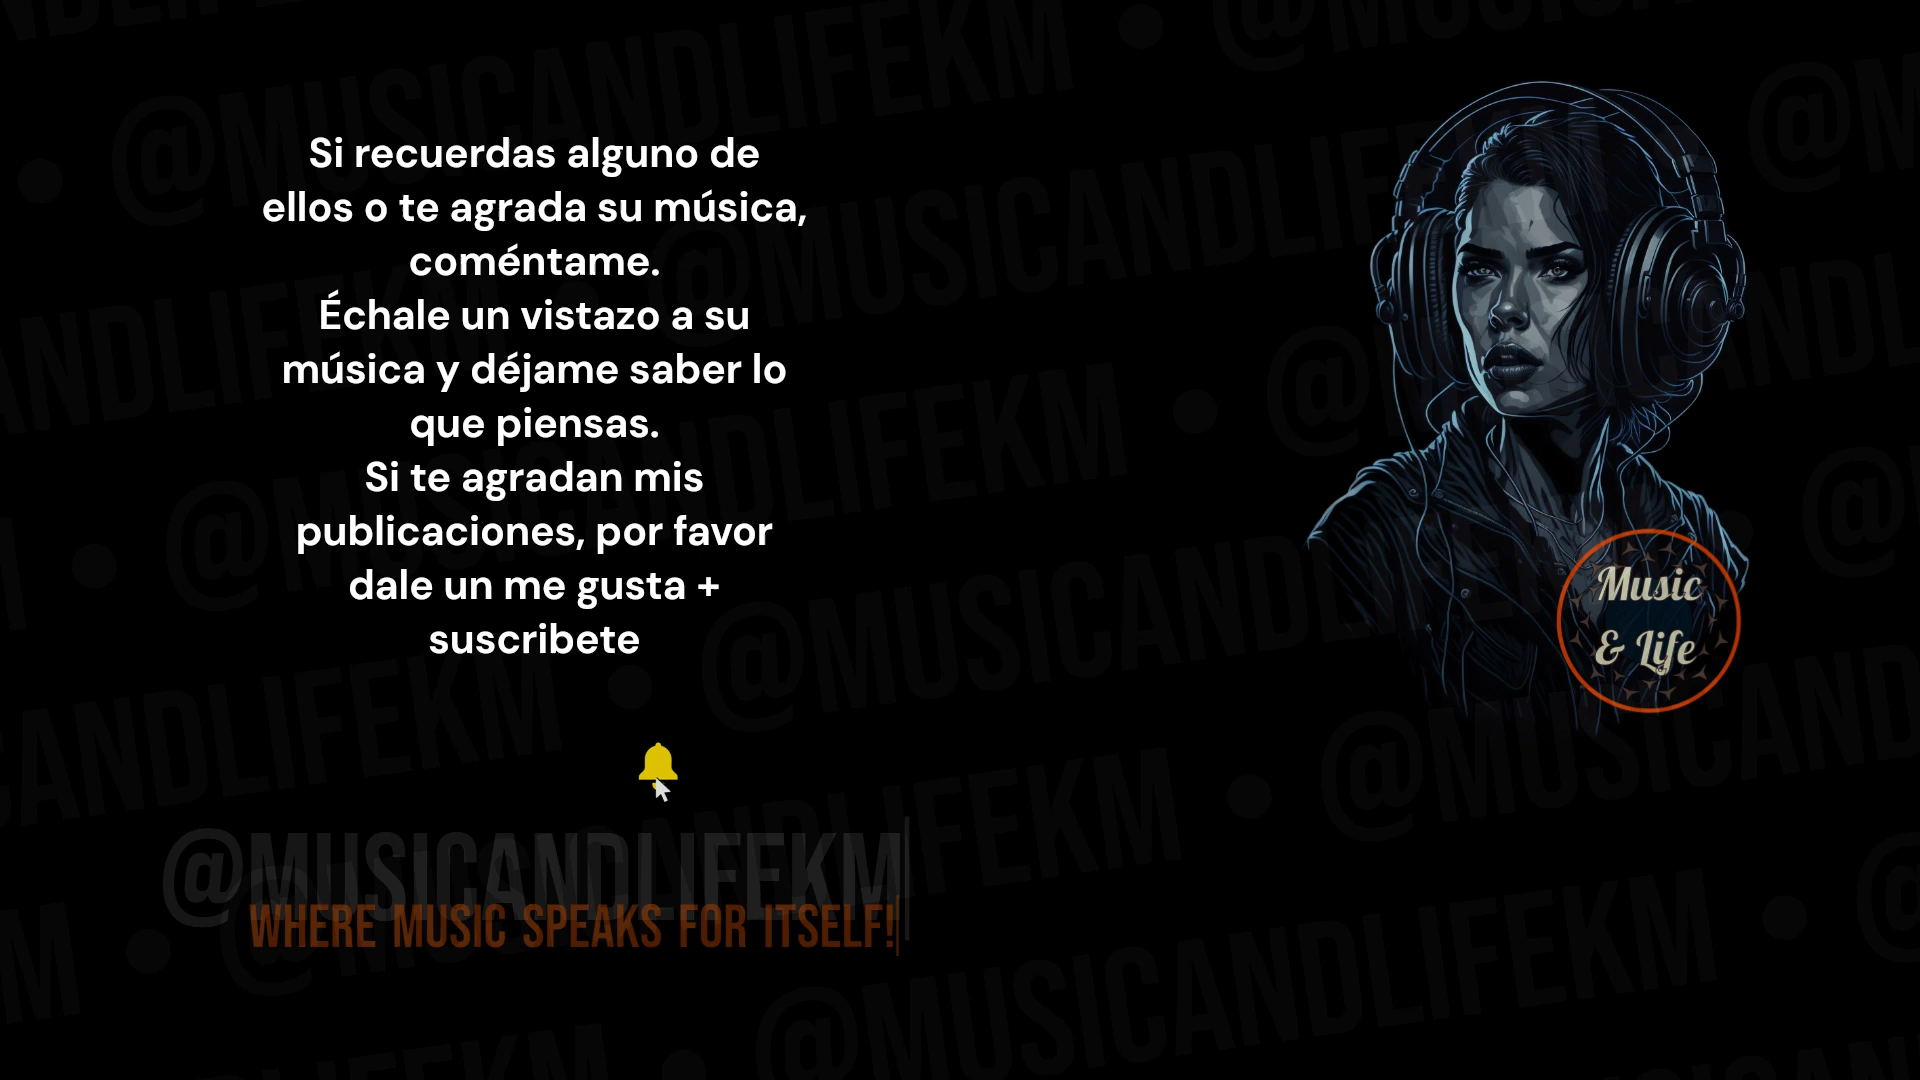 Si recuerdas alguno de
ellos o te agrada su música,
coméntame.
Échale un vistazo a su
música y déjame saber lo
que piensas.
Si te agradan mis
publicaciones, por favor
dale un me gusta +
suscribete
Music
& Life
@MUSICANDLIFEKM
WHERE MUSIC SPEAKS FOR ITSELF!